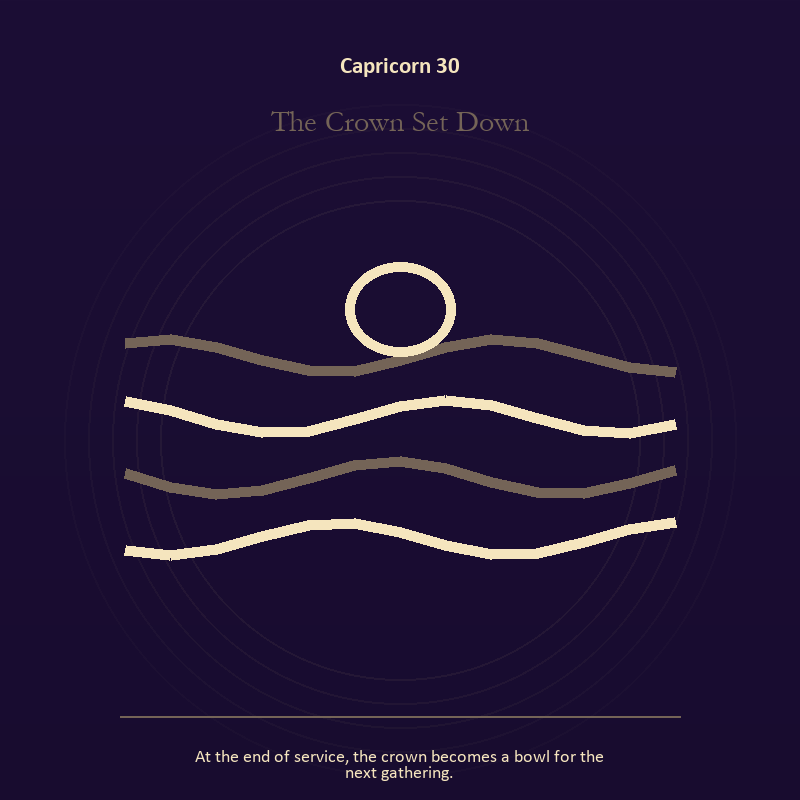 Capricorn 30
The Crown Set Down
At the end of service, the crown becomes a bowl for the
next gathering.